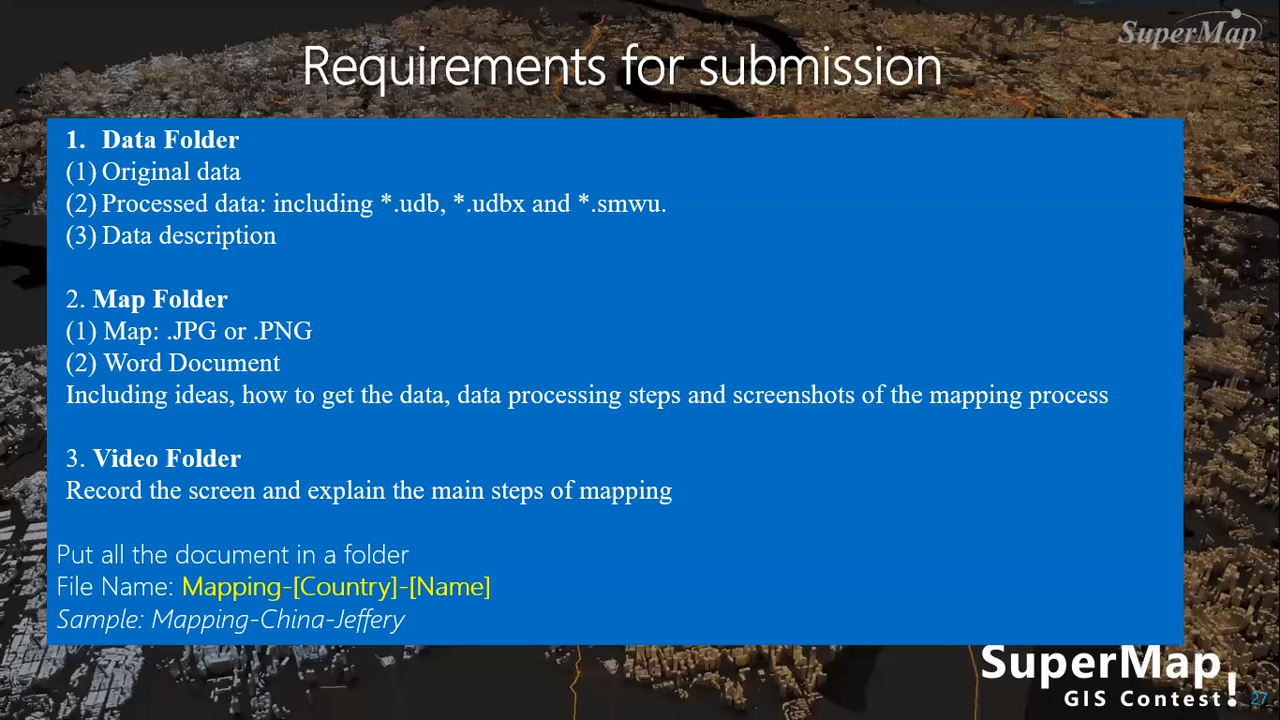 SuperMap
Requirements for submission
1. Data Folder
(1) Original data
(2) Processed data: including *.udb, *.udbx and *.smwu.
(3) Data description
2. Map Folder
(1) Map: .JPG or .PNG
(2) Word Document
Including ideas, how to get the data, data processing steps and screenshots of the mapping process
3. Video Folder
Record the screen and explain the main steps of mapping
Put all the document in a folder
File Name: Mapping-[Country]-[Name]
Sample: Mapping-China-Jeffery
SuperMap
GIS Contest!
27